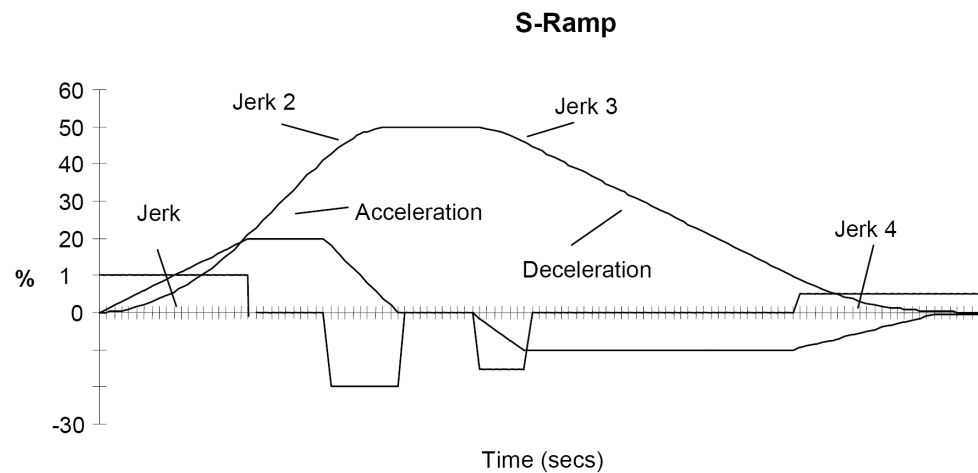 S-Ramp
60
Jerk 2
Jerk 3
50
40
30
Jerk
Acceleration
20
Jerk 4
%
1
Deceleration
0
-30
Time (secs)